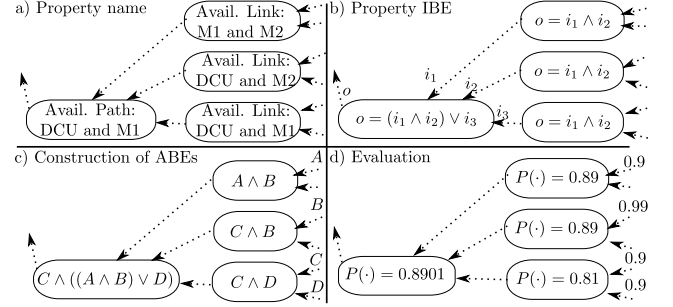 a) Property name
Avail. Link:
M1 and M2
Avail. Link:
DCU and M2
Avail. Path:
DCU and M1
Avail. Link:
DCU and M1
b) Property IBE
o = i₁ ∧ i₂
i₁
o = i₁ ∧ i₂
i₂
o
o = (i₁ ∧ i₂) ∨ i₃
i₃
o = i₁ ∧ i₂
c) Construction of ABEs
A
A ∧ B
B
C ∧ B
C
C ∧ ((A ∧ B) ∨ D)
C ∧ D
D
d) Evaluation
0.9
P(·) = 0.89
0.99
P(·) = 0.89
0.9
P(·) = 0.8901
P(·) = 0.81
0.9